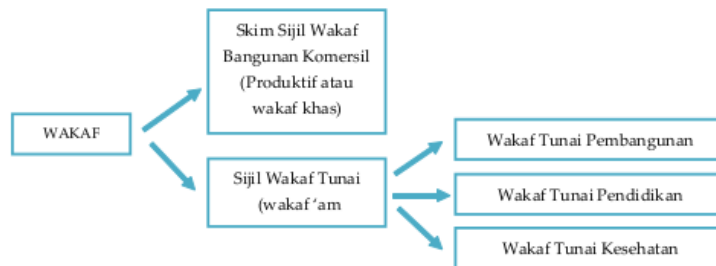 WAKAF
Skim Sijil Wakaf
Bangunan Komersil
(Produktif atau
wakaf khas)
Sijil Wakaf Tunai
(wakaf ‘am
Wakaf Tunai Pembangunan
Wakaf Tunai Pendidikan
Wakaf Tunai Kesehatan